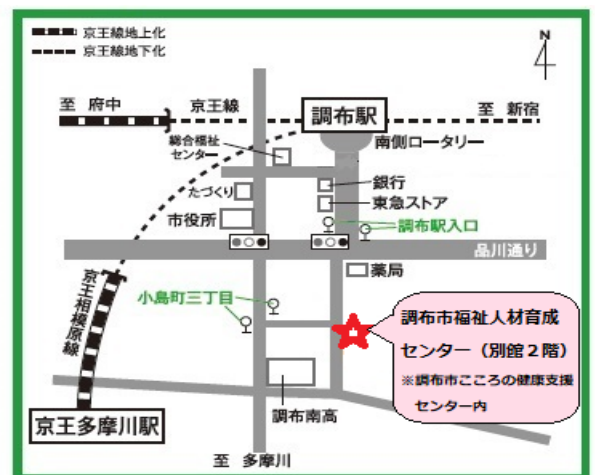 京王線地上化
京王線地下化
N
至 府中
京王線
調布駅
至 新宿
南側ロータリー
総合福祉
センター
銀行
たづくり
東急ストア
市役所
調布駅入口
品川通り
薬局
京王相模原線
小島町三丁目
調布市福祉人材育成
センター（別館２階）
※調布市こころの健康支援
センター内
調布南高
京王多摩川駅
至 多摩川